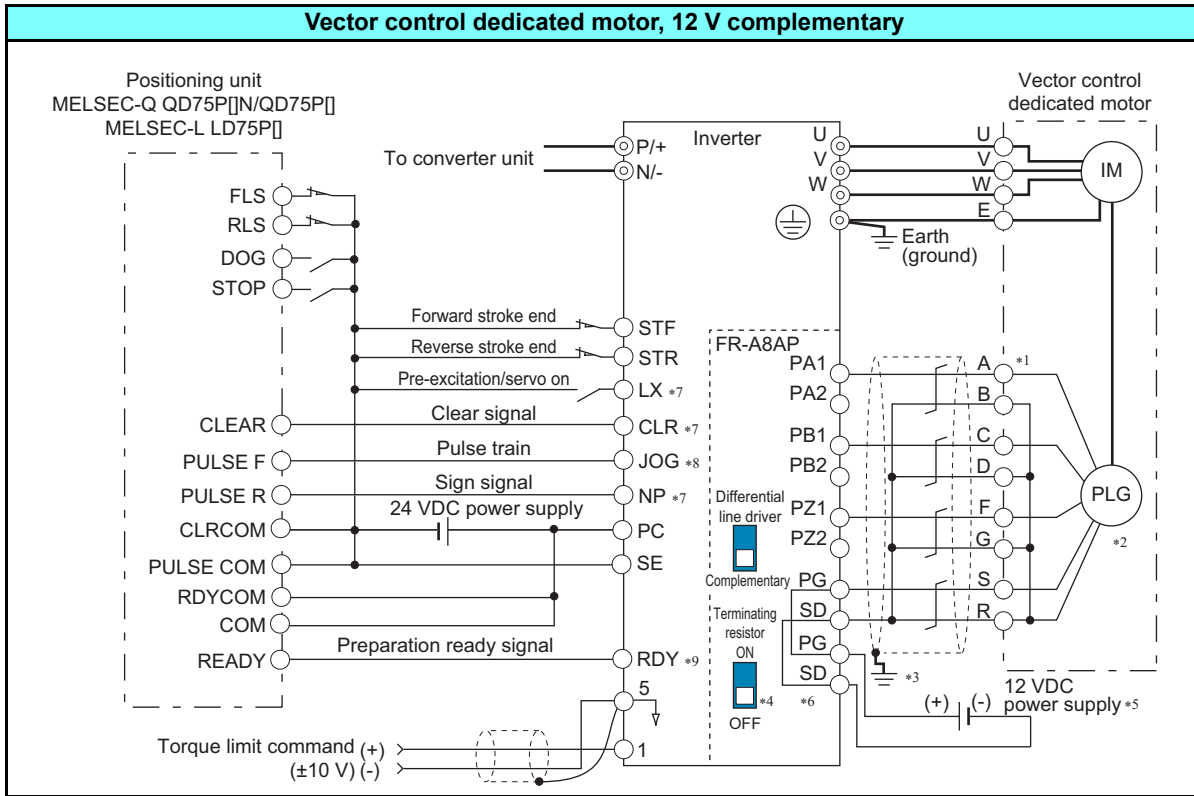 Vector control dedicated motor, 12 V complementary
Positioning unit
MELSEC-Q QD75P[]N/QD75P[]
MELSEC-L LD75P[]
FLS
RLS
DOG
STOP
CLEAR
PULSE F
PULSE R
CLRCOM
PULSE COM
RDYCOM
COM
READY
To converter unit
Forward stroke end
Reverse stroke end
Pre-excitation/servo on
Clear signal
Pulse train
Sign signal
24 VDC power supply
Preparation ready signal
Torque limit command (+)
(±10 V) (-)
Inverter
P/+
N/-
STF
STR
LX *7
CLR *7
JOG *8
NP *7
PC
SE
RDY *9
5
1
U
V
W
Earth
(ground)
FR-A8AP
PA1
PA2
PB1
PB2
PZ1
PZ2
PG
SD
PG
SD
*6
Differential
line driver
Complementary
Terminating
resistor
ON
*4
OFF
*3
Vector control
dedicated motor
U
V
W
E
IM
A *1
B
C
D
F
G
S
R
PLG
*2
12 VDC
power supply *5
(+) (-)